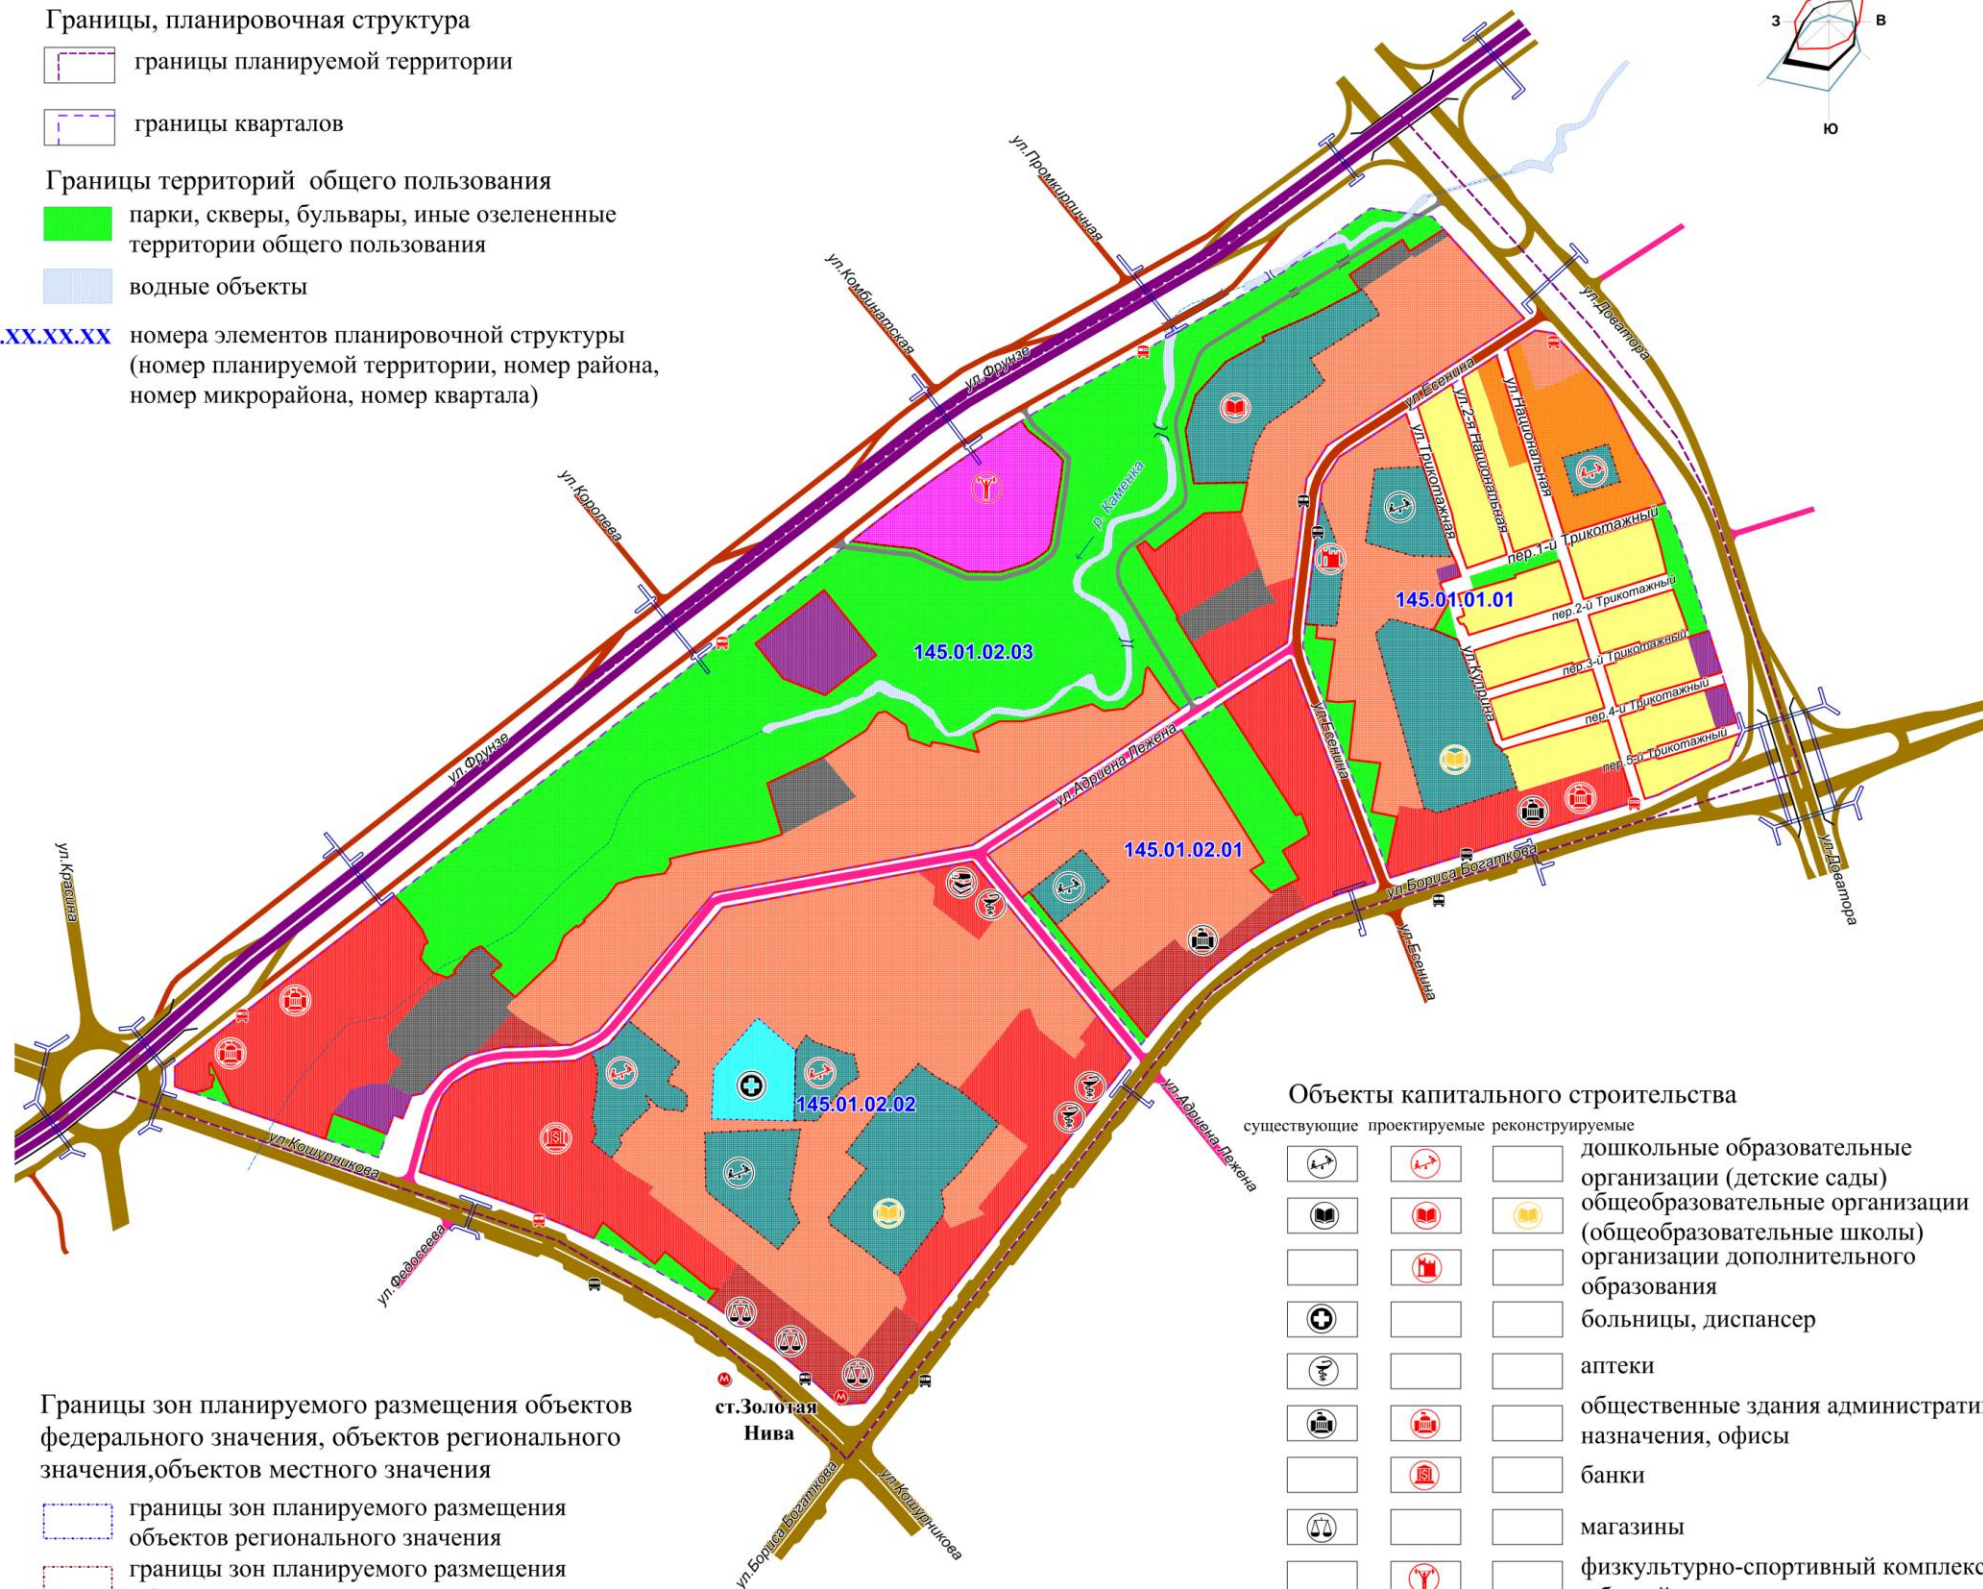 Границы, планировочная структура
границы планируемой территории
границы кварталов
Границы территорий общего пользования
парки, скверы, бульвары, иные озелененные
территории общего пользования
водные объекты
.XX.XX.XX номера элементов планировочной структуры
(номер планируемой территории, номер района,
номер микрорайона, номер квартала)
З
В
Ю
ул.Промкирпичная
ул.Комбинатская
ул.Королева
ул.Фрунзе
ул.Фрунзе
ул.Красина
ул.Доватора
ул.Есенина
ул.Национальная
ул.2-я Национальная
ул.Трикотажная
р. Каменка
пер.1-й Трикотажный
пер.2-й Трикотажный
пер.3-й Трикотажный
пер.4-й Трикотажный
пер.5-й Трикотажный
ул.Куприна
145.01.01.01
145.01.02.03
ул.Есенина
ул.Адриена Лежена
145.01.02.01
ул.Бориса Богаткова
ул.Доватора
ул.Есенина
145.01.02.02
ул.Кошурникова
ул.Адриена Лежена
ул.Федосеева
М
М
ст.Золотая
Нива
ул.Бориса Богаткова
ул.Кошурникова
Границы зон планируемого размещения объектов
федерального значения, объектов регионального
значения,объектов местного значения
границы зон планируемого размещения
объектов регионального значения
границы зон планируемого размещения
Объекты капитального строительства
существующие проектируемые реконструируемые
дошкольные образовательные
организации (детские сады)
общеобразовательные организации
(общеобразовательные школы)
организации дополнительного
образования
больницы, диспансер
аптеки
общественные здания административ
назначения, офисы
банки
магазины
физкультурно-спортивный комплекс